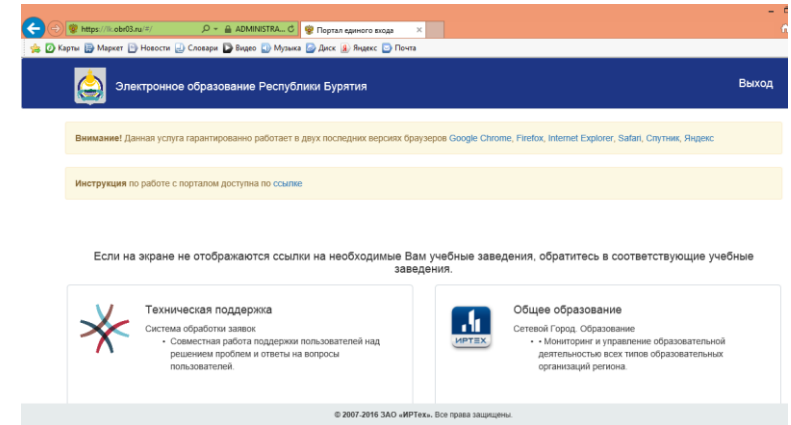 https://lk.obr03.ru/#/
ADMINISTRA...
Портал единого входа
Карты Маркет Новости Словари Видео Музыка Диск Яндекс Почта
Электронное образование Республики Бурятия
Выход
Внимание! Данная услуга гарантированно работает в двух последних версиях браузеров Google Chrome, Firefox, Internet Explorer, Safari, Спутник, Яндекс
Инструкция по работе с порталом доступна по ссылке
Если на экране не отображаются ссылки на необходимые Вам учебные заведения, обратитесь в соответствующие учебные
заведения.
Техническая поддержка
Система обработки заявок
• Совместная работа поддержки пользователей над
решением проблем и ответы на вопросы
пользователей.
ИРТЕХ
Общее образование
Сетевой Город. Образование
• • Мониторинг и управление образовательной
деятельностью всех типов образовательных
организаций региона.
© 2007-2016 ЗАО «ИРТех». Все права защищены.